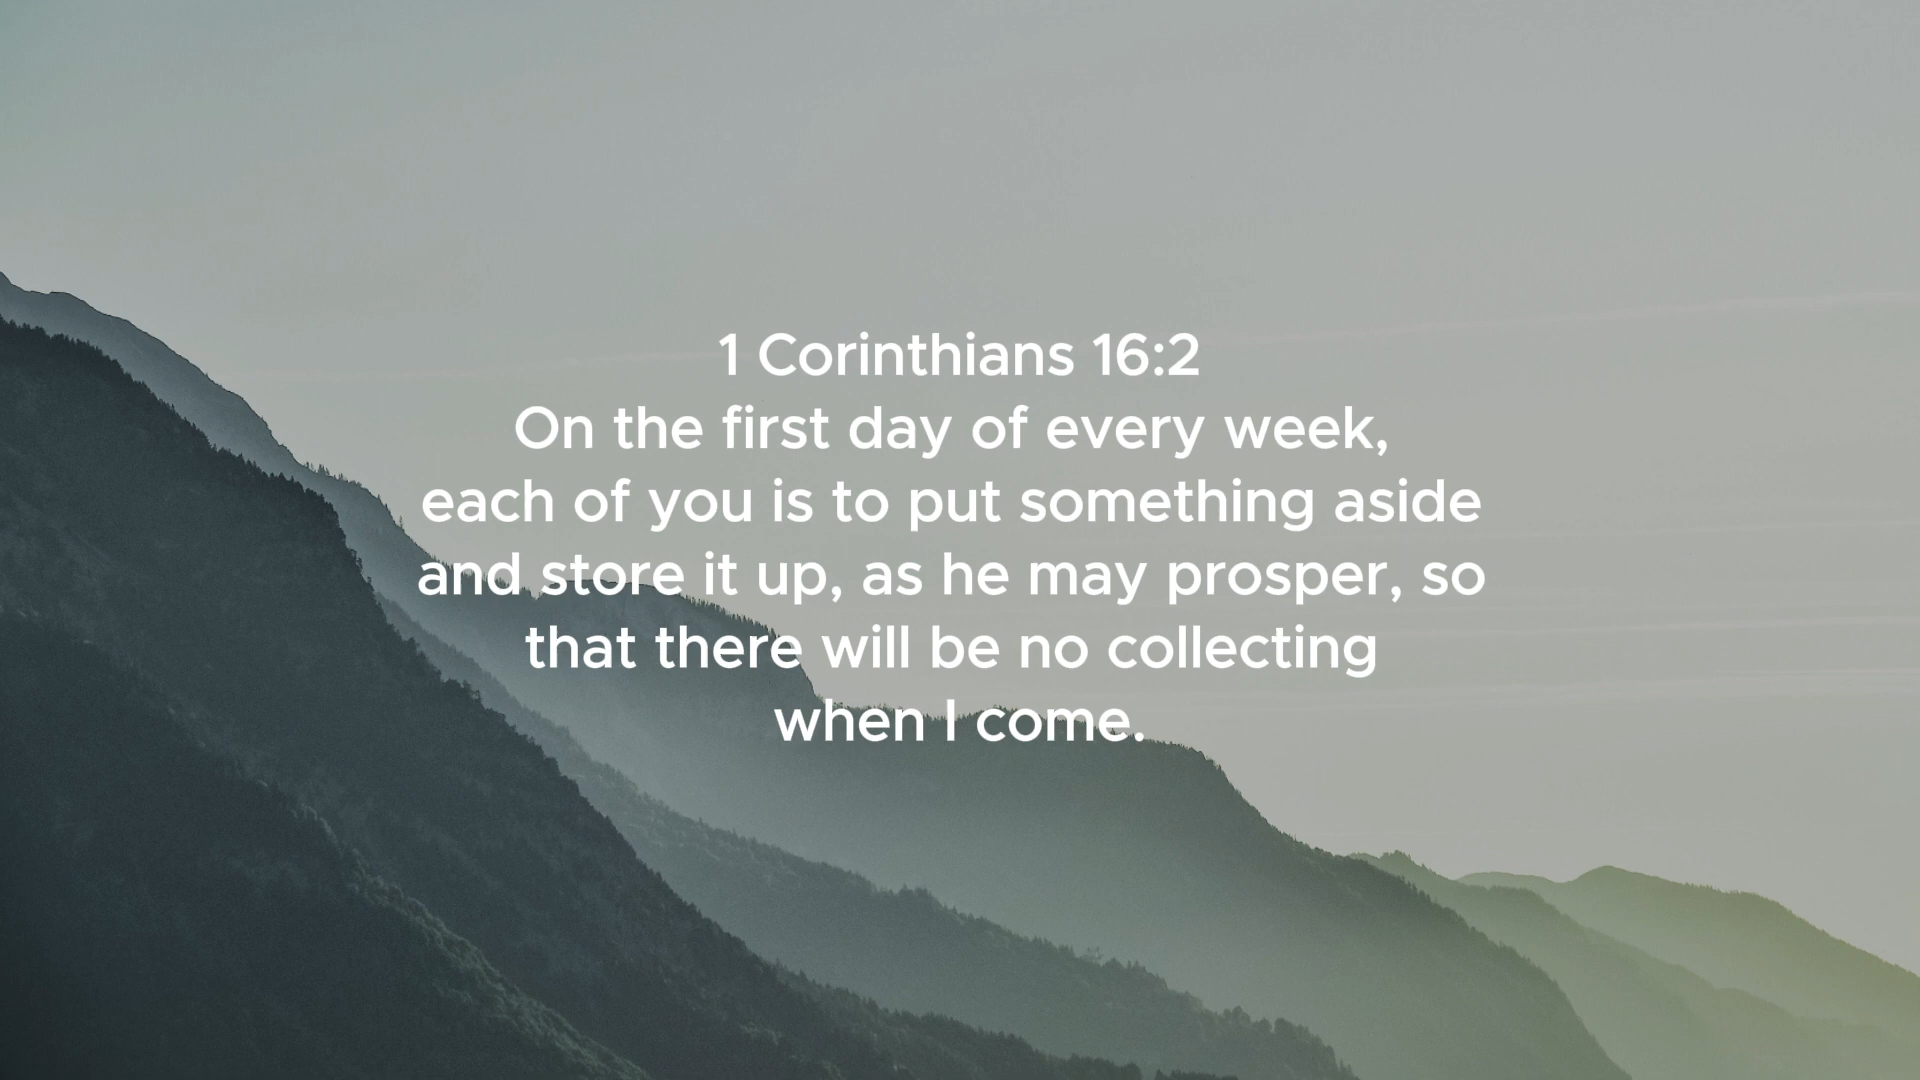 1 Corinthians 16:2
On the first day of every week,
each of you is to put something aside
and store it up, as he may prosper, so
that there will be no collecting
when I come.